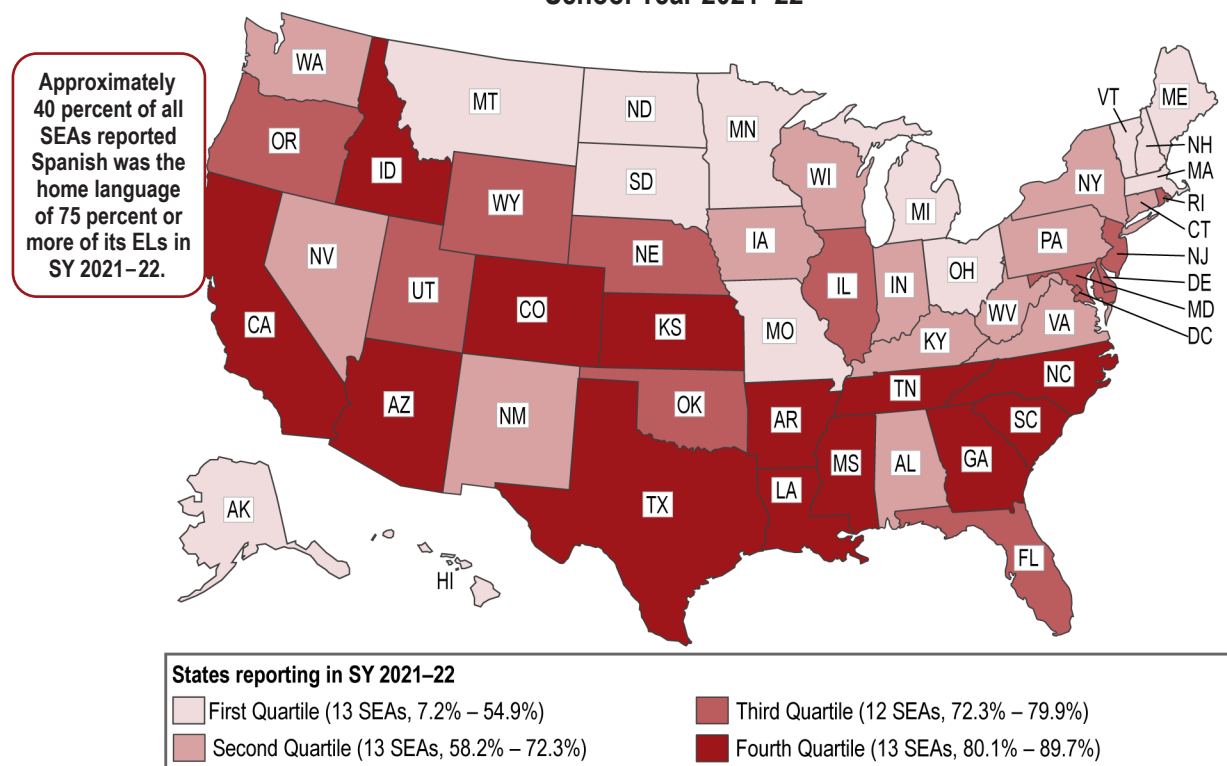 School Year 2021–22
Approximately
40 percent of all
SEAs reported
Spanish was the
home language
of 75 percent or
more of its ELs in
SY 2021–22.
WA
MT
ND
MN
VT
ME
OR
ID
SD
WI
NH
MA
WY
MI
NY
RI
CT
NV
NE
IA
PA
NJ
UT
IL
IN
OH
DE
CO
MD
WV
DC
CA
KS
MO
KY
VA
AZ
NM
OK
TN
NC
AR
SC
MS
AL
GA
LA
TX
AK
FL
HI
States reporting in SY 2021–22
First Quartile (13 SEAs, 7.2% – 54.9%)
Third Quartile (12 SEAs, 72.3% – 79.9%)
Second Quartile (13 SEAs, 58.2% – 72.3%)
Fourth Quartile (13 SEAs, 80.1% – 89.7%)